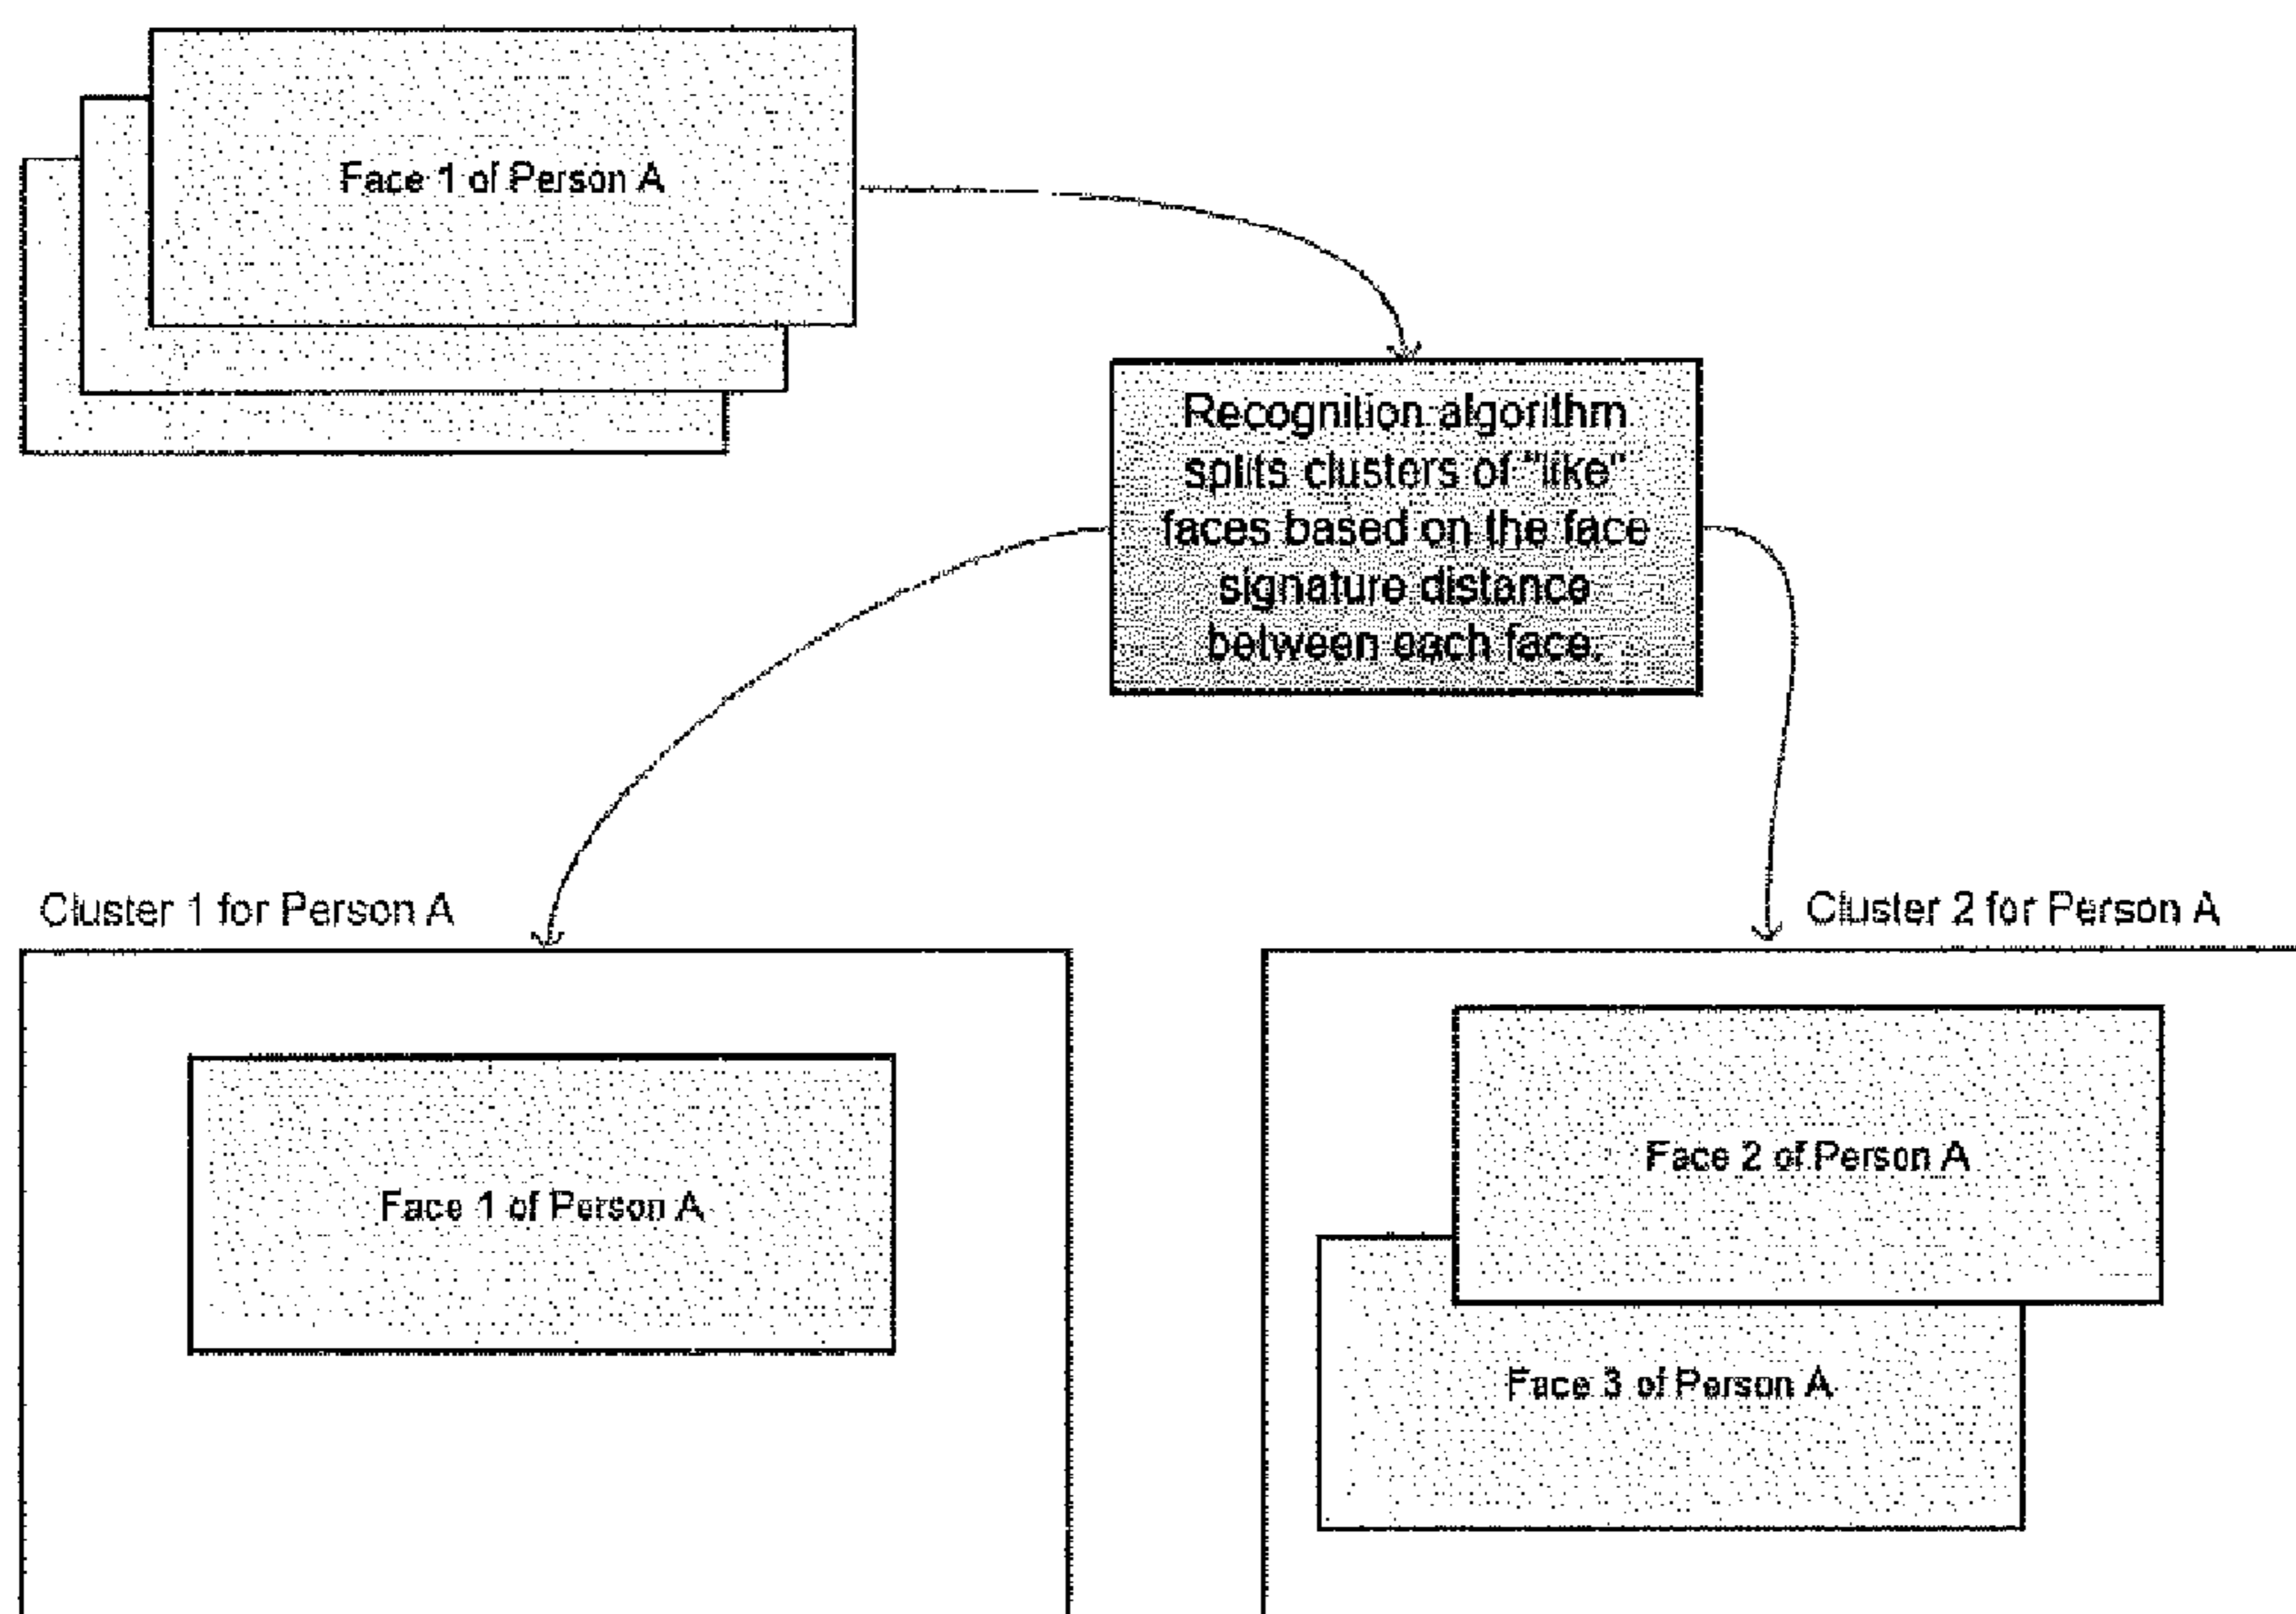 Face 1 of Person A
Recognition algorithm
splits clusters of "like"
faces based on the face
signature distance
between each face.
Cluster 1 for Person A
Cluster 2 for Person A
Face 1 of Person A
Face 2 of Person A
Face 3 of Person A